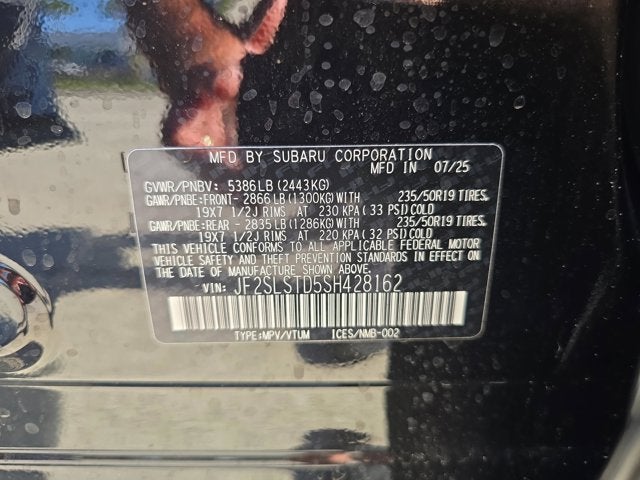 MFD BY SUBARU CORPORATION
MFD IN 07/25
GVWR/PNBV: 5386LB (2443KG)
GAWR/PNBE:FRONT- 2866LB (1300KG)WITH 235/50R19 TIRES,
19X7 1/2J RIMS AT 230 KPA (33 PSI)COLD
GAWR/PNBE:REAR - 2835LB (1286KG)WITH 235/50R19 TIRES,
19X7 1/2J RIMS AT 220 KPA (32 PSI)COLD
THIS VEHICLE CONFORMS TO ALL APPLICABLE FEDERAL MOTOR
VEHICLE SAFETY AND THEFT PREVENTION STANDARDS IN EFFECT ON
THE DATE OF MANUFACTURE SHOWN ABOVE.
VIN: JF2SLSTD5SH428162
TYPE:MPV/VTUM ICES/NMB-002